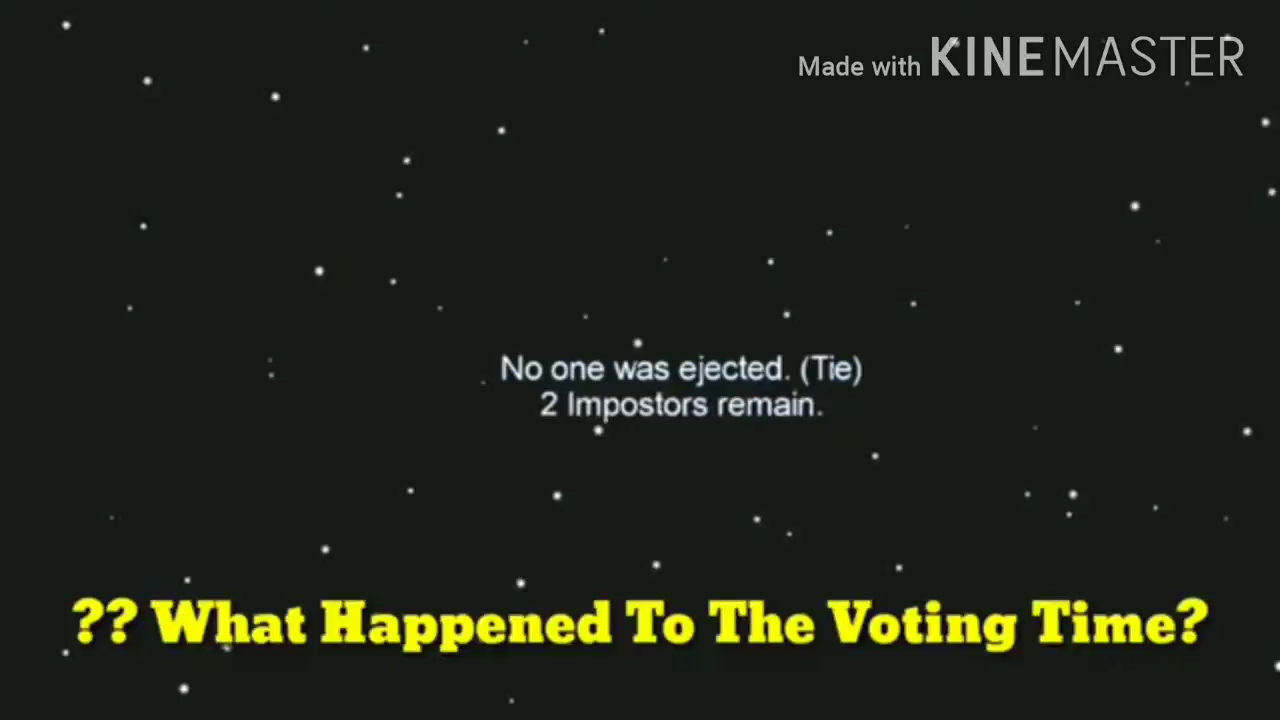 Made with KINEMASTER
No one was ejected. (Tie)
2 Impostors remain.
?? What Happened To The Voting Time?